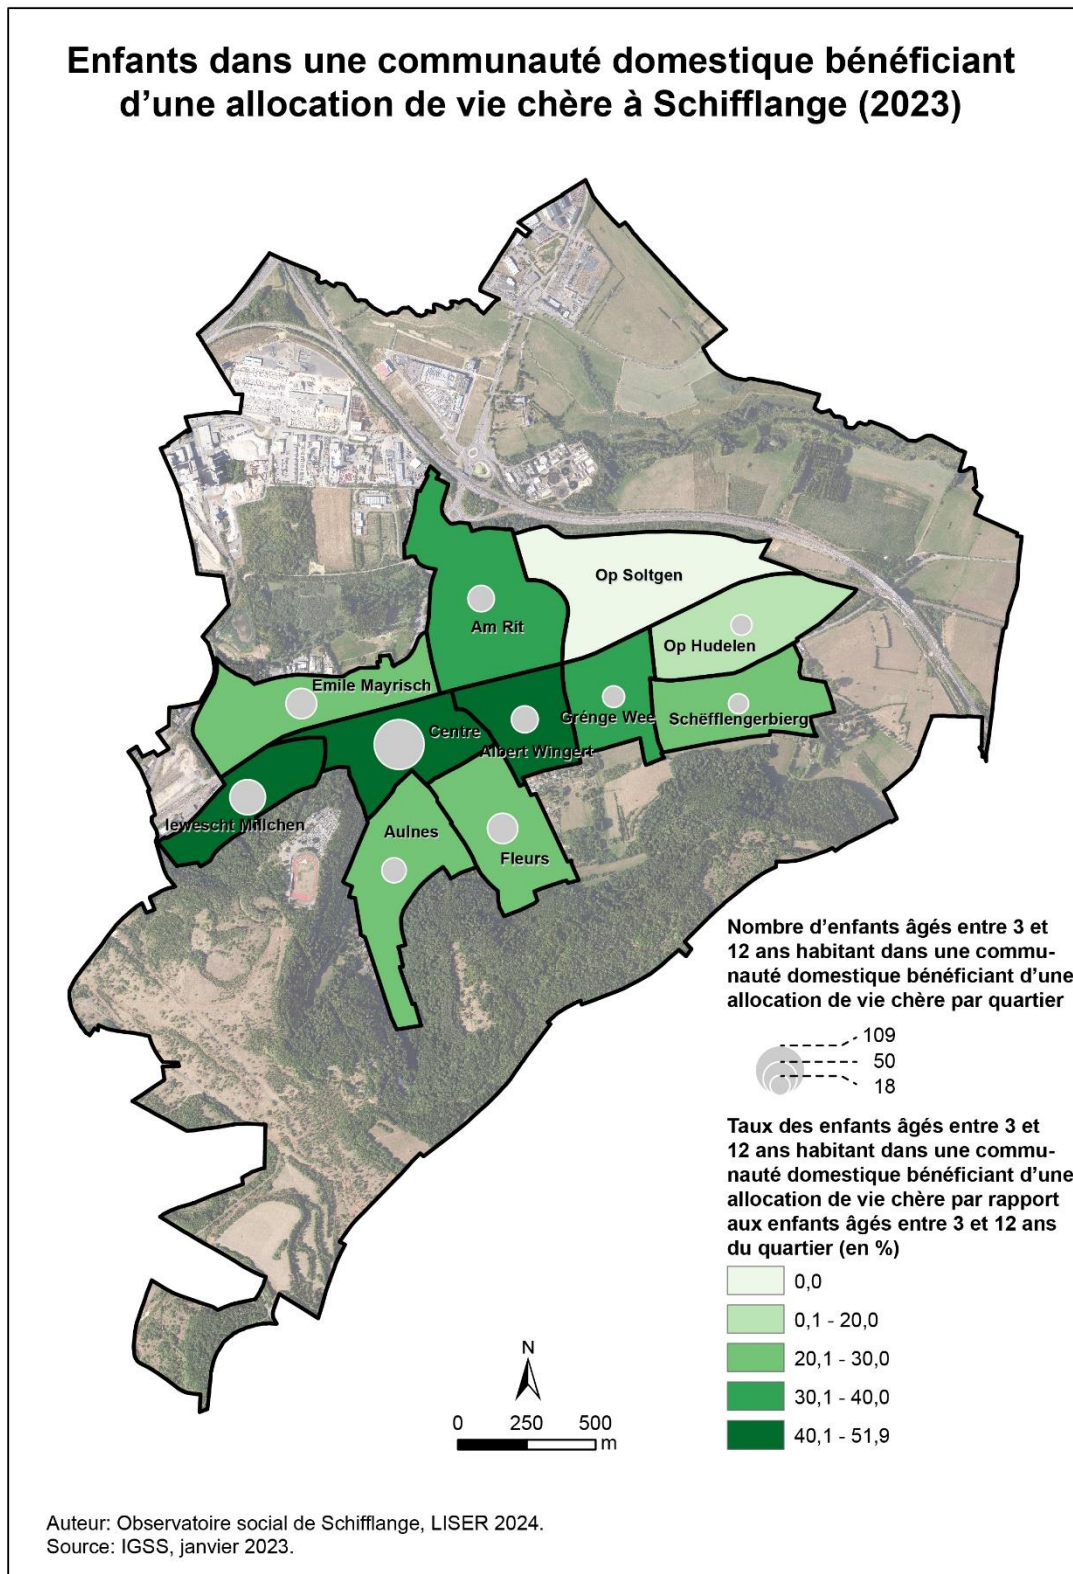 Enfants dans une communauté domestique bénéficiant
d’une allocation de vie chère à Schifflange (2023)
Op Soltgen
Am Rit
Op Hudelen
Emile Mayrisch
Grénge Wee
Schëfflengerbierg
Centre
Albert Wingert
Iewescht Millchen
Aulnes
Fleurs
Nombre d’enfants âgés entre 3 et
12 ans habitant dans une commu-
nauté domestique bénéficiant d’une
allocation de vie chère par quartier
109
50
18
Taux des enfants âgés entre 3 et
12 ans habitant dans une commu-
nauté domestique bénéficiant d’une
allocation de vie chère par rapport
aux enfants âgés entre 3 et 12 ans
du quartier (en %)
0,0
0,1 - 20,0
20,1 - 30,0
30,1 - 40,0
40,1 - 51,9
N
0 250 500
m
Auteur: Observatoire social de Schifflange, LISER 2024.
Source: IGSS, janvier 2023.